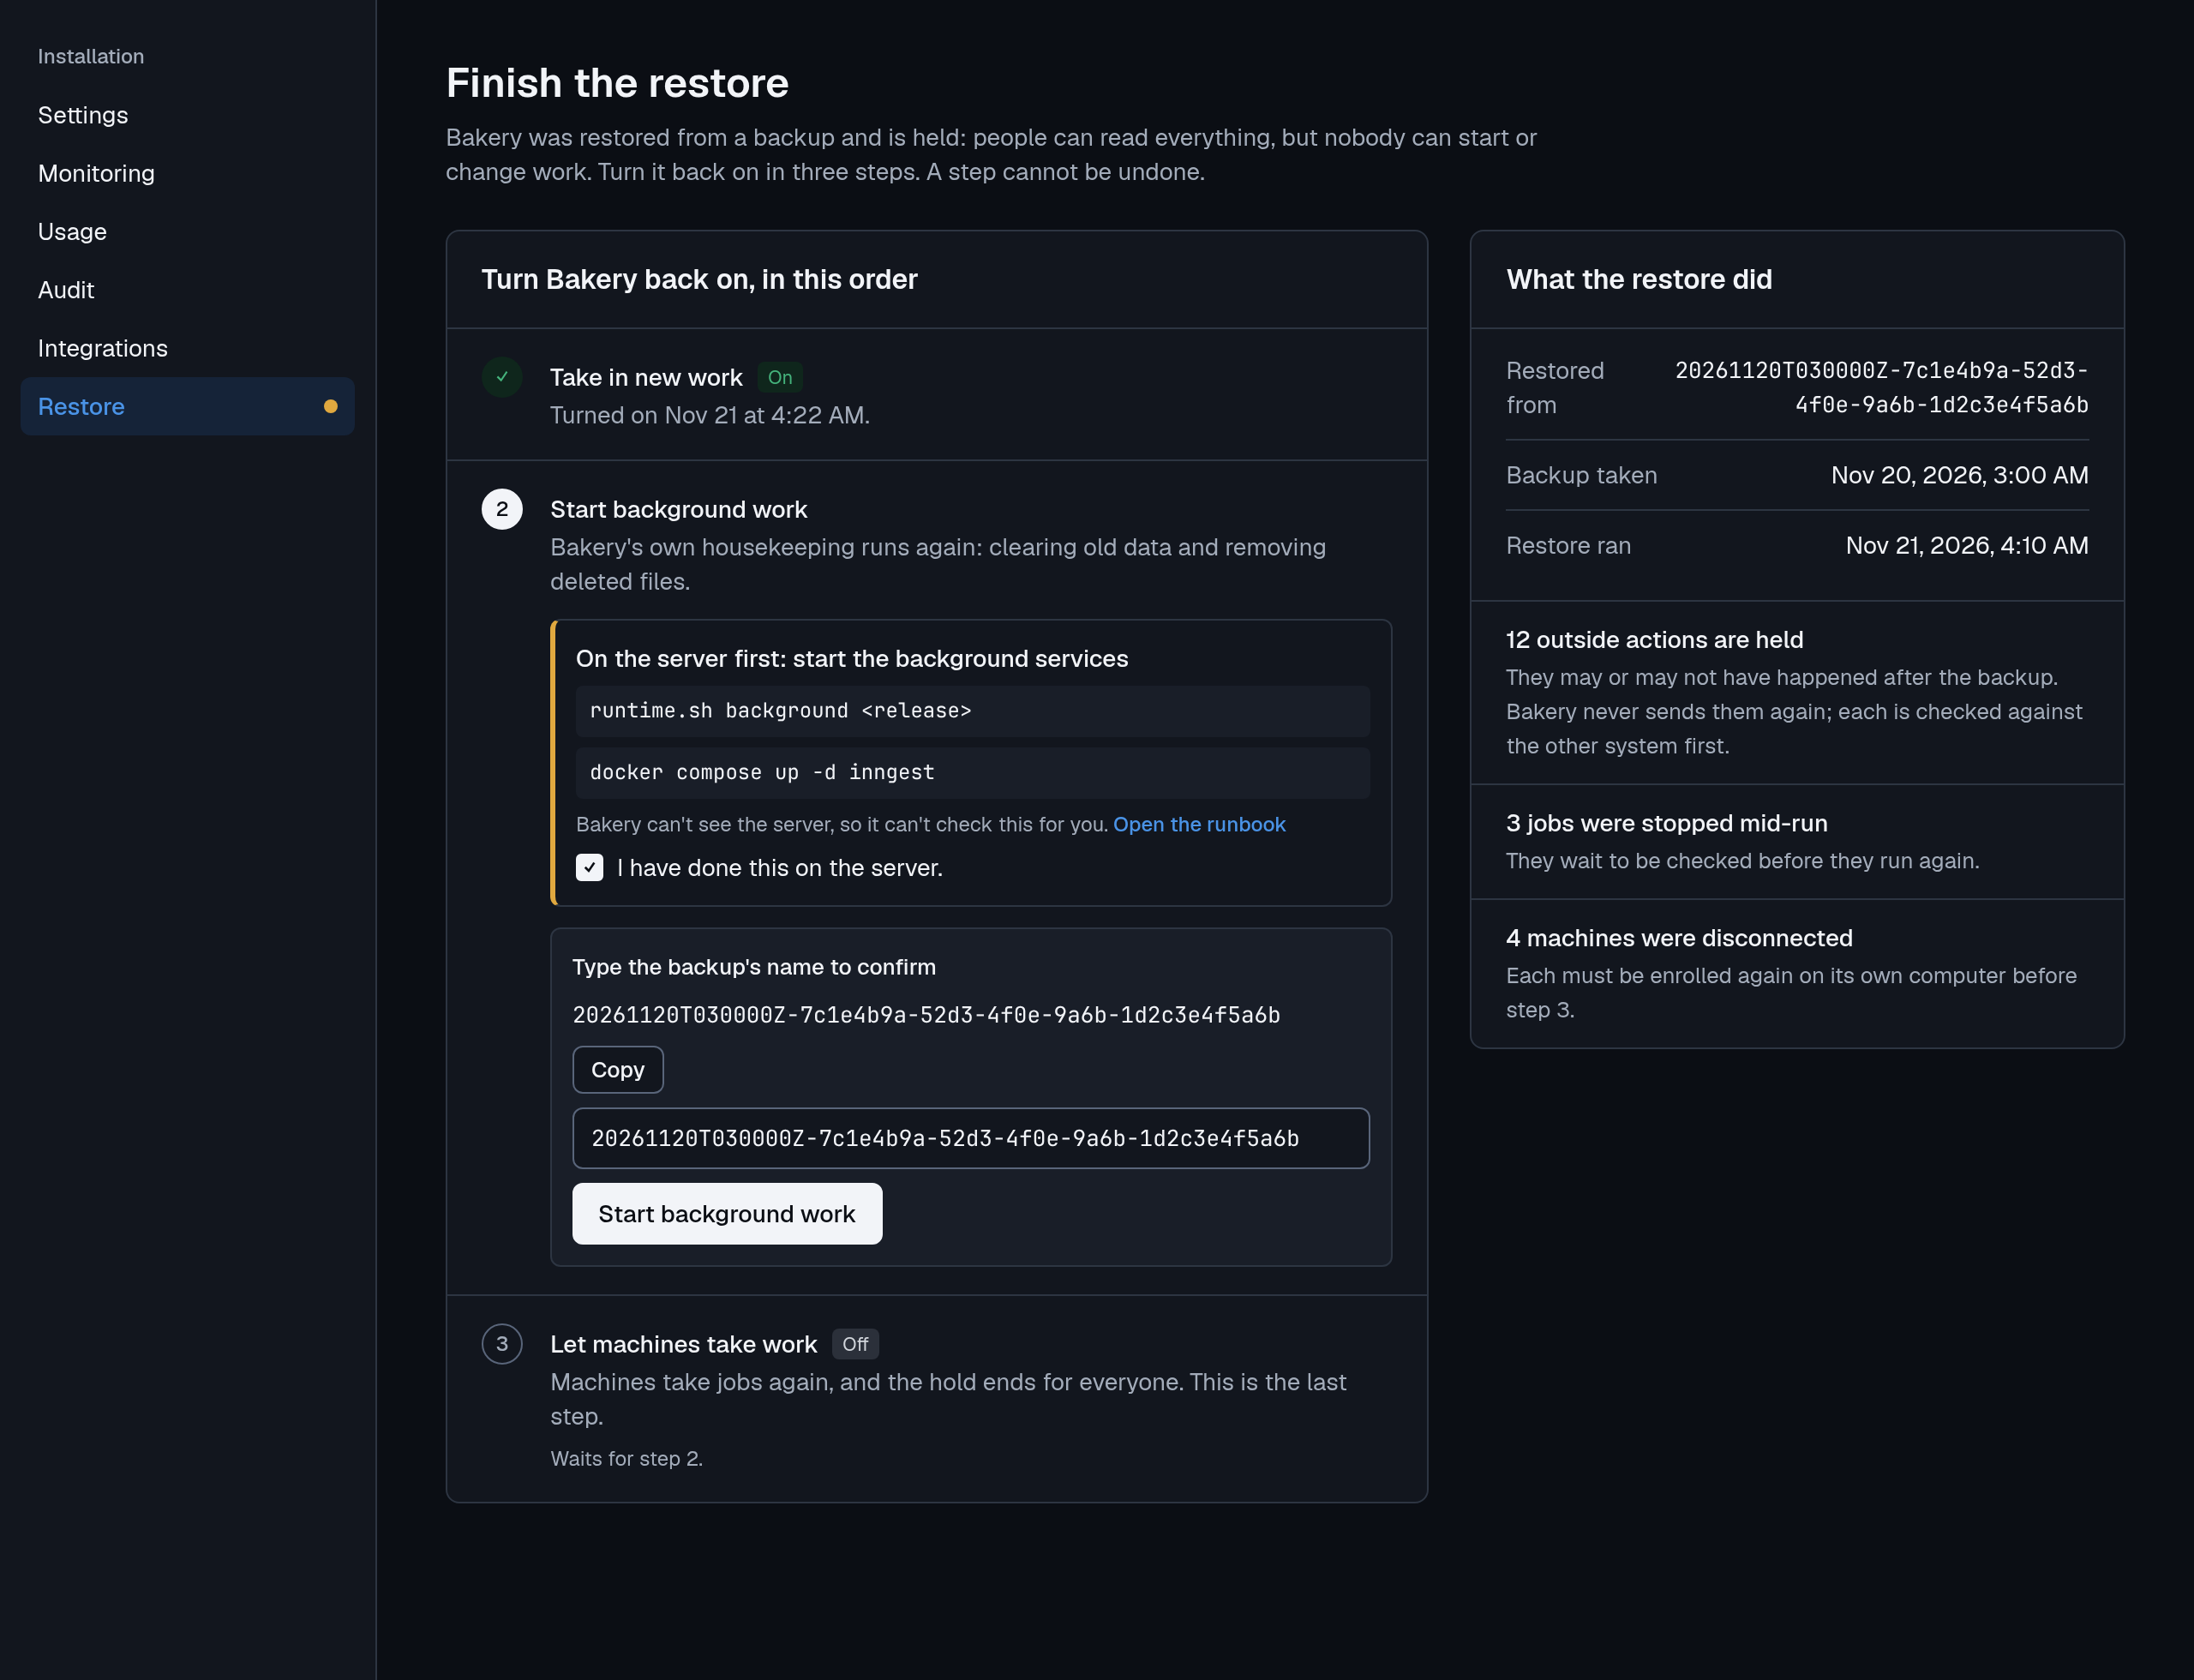 Installation
Settings
Monitoring
Usage
Audit
Integrations
Restore
Finish the restore
Bakery was restored from a backup and is held: people can read everything, but nobody can start or
change work. Turn it back on in three steps. A step cannot be undone.
Turn Bakery back on, in this order
Take in new work On
Turned on Nov 21 at 4:22 AM.
2 Start background work
Bakery's own housekeeping runs again: clearing old data and removing
deleted files.
On the server first: start the background services
runtime.sh background <release>
docker compose up -d inngest
Bakery can't see the server, so it can't check this for you. Open the runbook
I have done this on the server.
Type the backup's name to confirm
20261120T030000Z-7c1e4b9a-52d3-4f0e-9a6b-1d2c3e4f5a6b
Copy
20261120T030000Z-7c1e4b9a-52d3-4f0e-9a6b-1d2c3e4f5a6b
Start background work
3 Let machines take work Off
Machines take jobs again, and the hold ends for everyone. This is the last
step.
Waits for step 2.
What the restore did
Restored from
20261120T030000Z-7c1e4b9a-52d3-
4f0e-9a6b-1d2c3e4f5a6b
Backup taken Nov 20, 2026, 3:00 AM
Restore ran Nov 21, 2026, 4:10 AM
12 outside actions are held
They may or may not have happened after the backup.
Bakery never sends them again; each is checked against
the other system first.
3 jobs were stopped mid-run
They wait to be checked before they run again.
4 machines were disconnected
Each must be enrolled again on its own computer before
step 3.